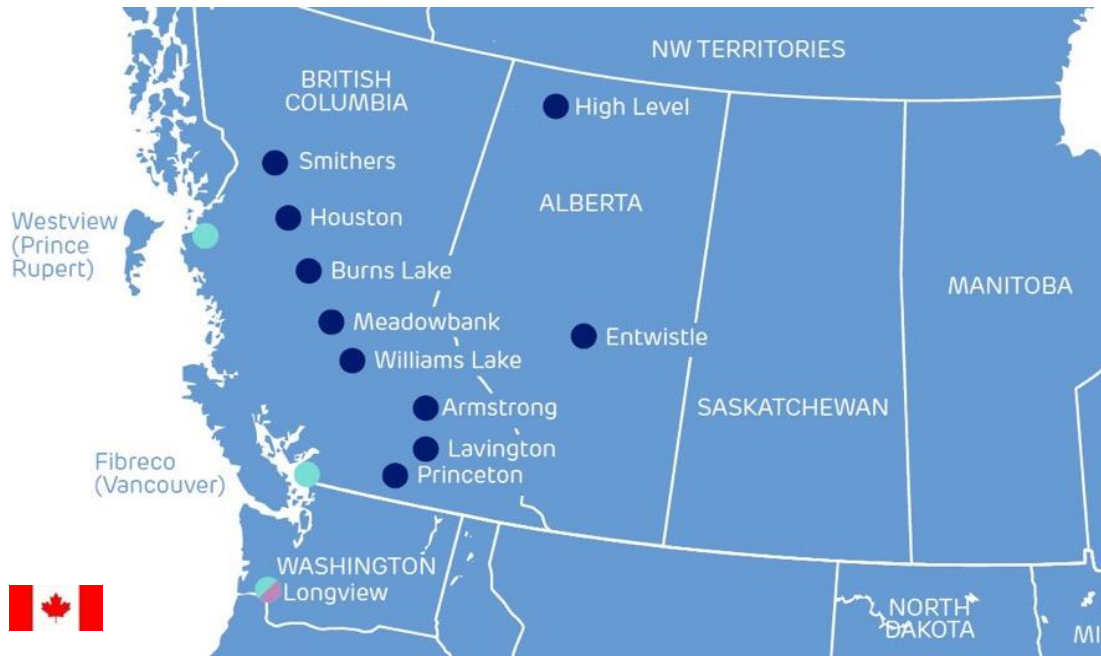 NW TERRITORIES
BRITISH
COLUMBIA
High Level
Smithers
ALBERTA
Houston
Westview
(Prince
Rupert)
Burns Lake
MANITOBA
Meadowbank
Entwistle
Williams Lake
Armstrong
SASKATCHEWAN
Lavington
Fibreco
(Vancouver)
Princeton
WASHINGTON
Longview
NORTH
DAKOTA
MI